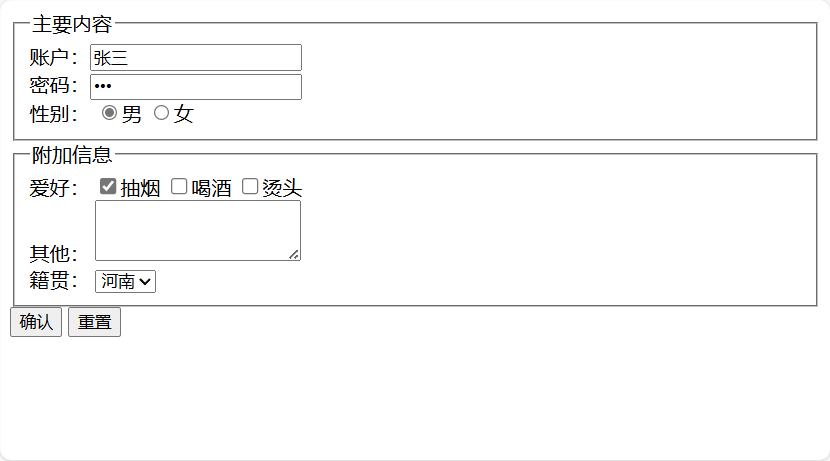 主要内容
账户：张三
密码：•••
性别： 男 女
附加信息
爱好： 抽烟 喝酒 烫头
其他：
籍贯： 河南
确认 重置